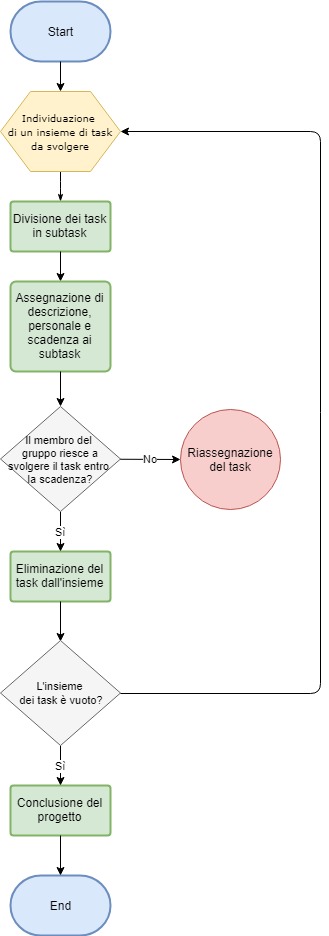 Start
Individuazione
di un insieme di task
da svolgere
Divisione dei task
in subtask
Assegnazione di
descrizione,
personale e
scadenza ai
subtask
Il membro del
gruppo riesce a
svolgere il task entro
la scadenza?
No
Riassegnazione
del task
Sì
Eliminazione del
task dall'insieme
L'insieme
dei task è vuoto?
Sì
Conclusione del
progetto
End